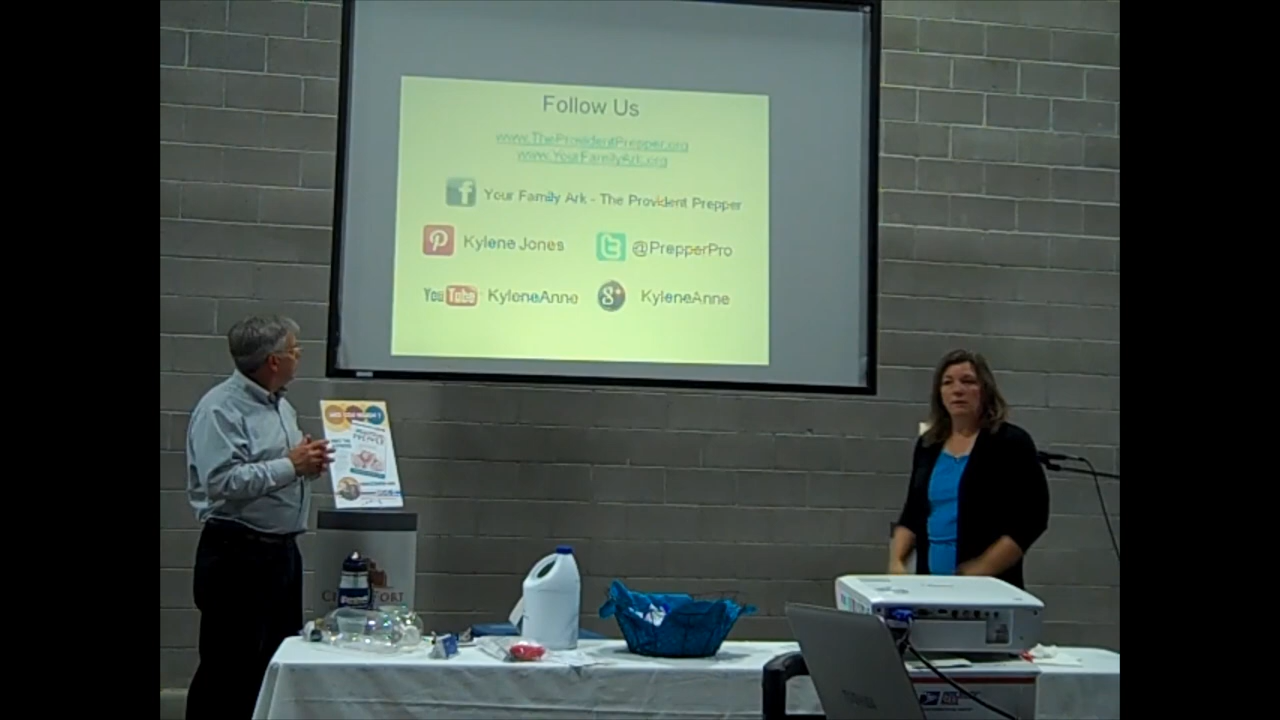 Follow Us
www.TheProvidentPrepper.org
www.YourFamilyArk.org
f Your Family Ark - The Provident Prepper
Kylene Jones
@PrepperPro
YouTube KyleneAnne
g+ KyleneAnne